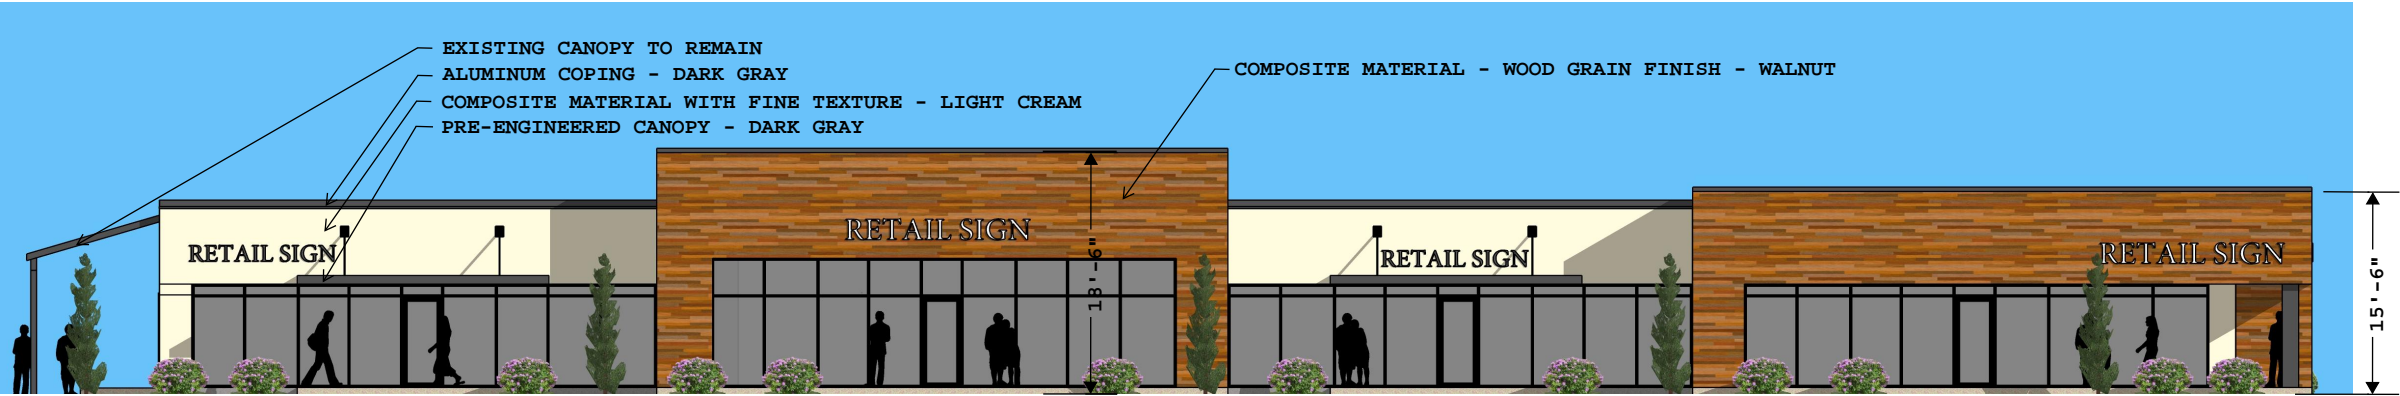 EXISTING CANOPY TO REMAIN
ALUMINUM COPING - DARK GRAY
COMPOSITE MATERIAL WITH FINE TEXTURE - LIGHT CREAM
PRE-ENGINEERED CANOPY - DARK GRAY
COMPOSITE MATERIAL - WOOD GRAIN FINISH - WALNUT
RETAIL SIGN
RETAIL SIGN
RETAIL SIGN
RETAIL SIGN
18'-6"
15'-6"